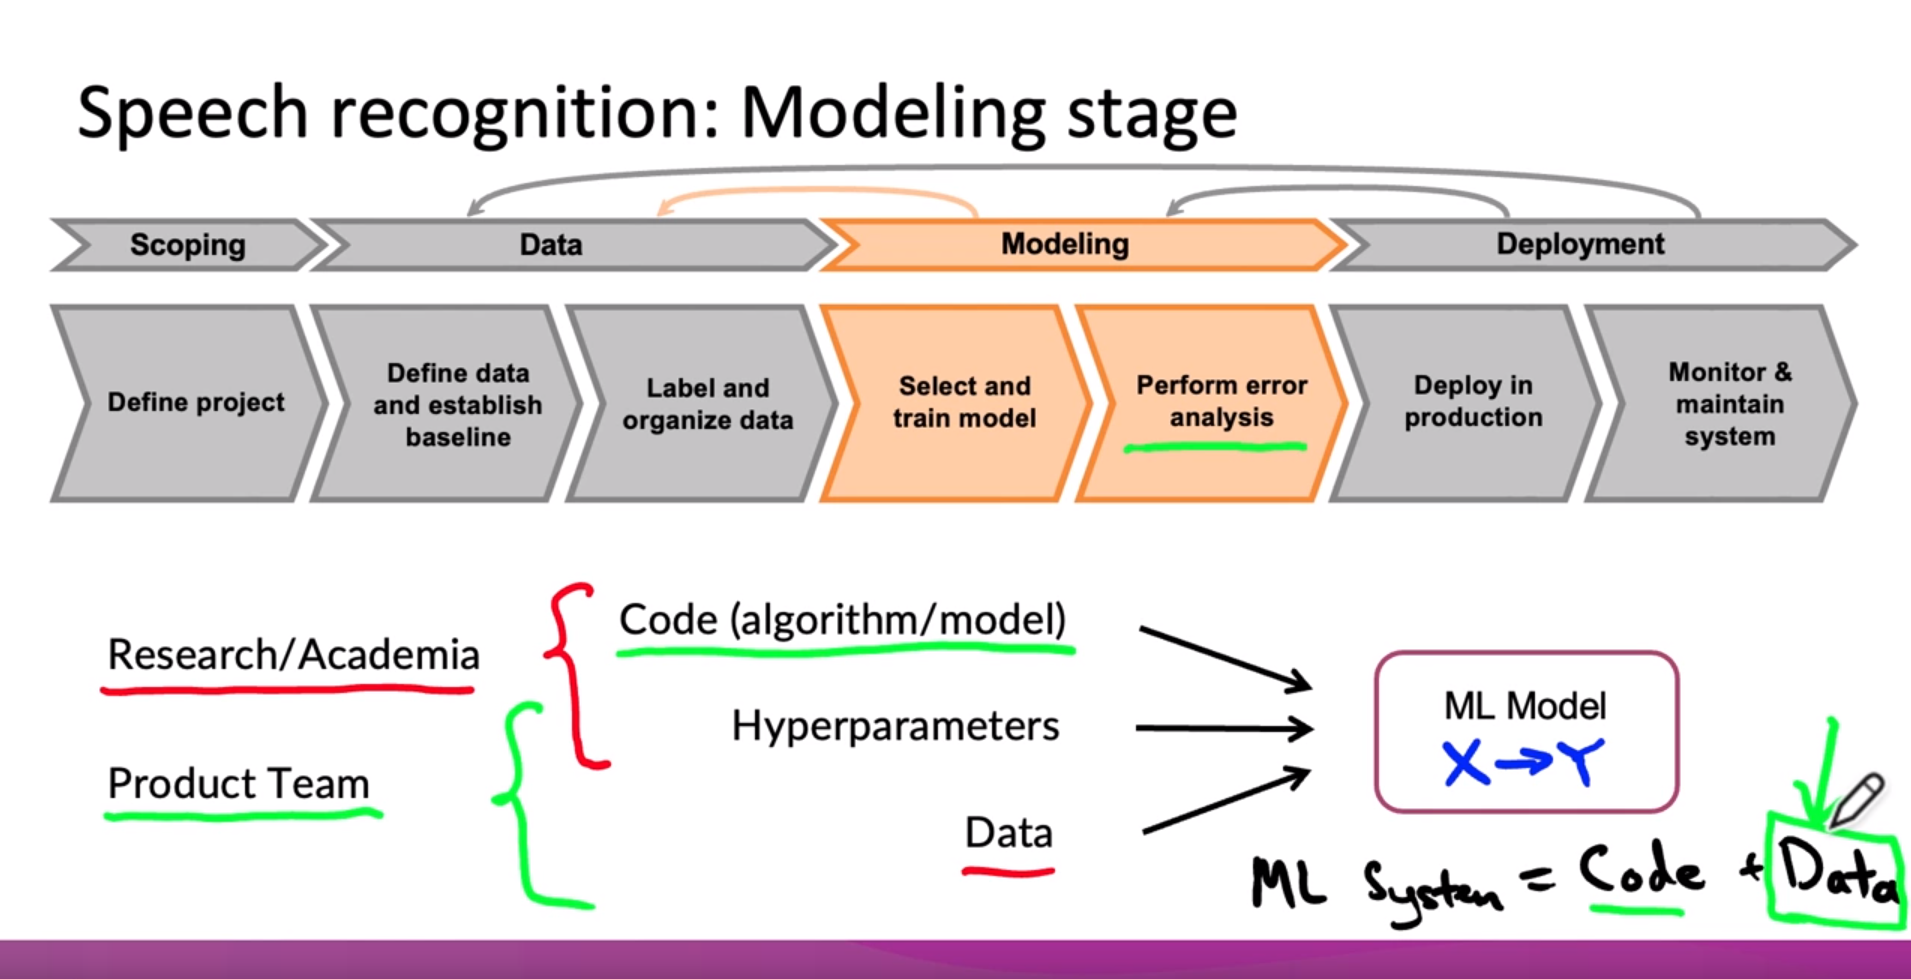 Speech recognition: Modeling stage
Scoping
Data
Modeling
Deployment
Define project
Define data
and establish
baseline
Label and
organize data
Select and
train model
Perform error
analysis
Deploy in
production
Monitor &
maintain
system
Research/Academia
Product Team
Code (algorithm/model)
Hyperparameters
Data
ML Model
X→Y
ML System = Code + Data